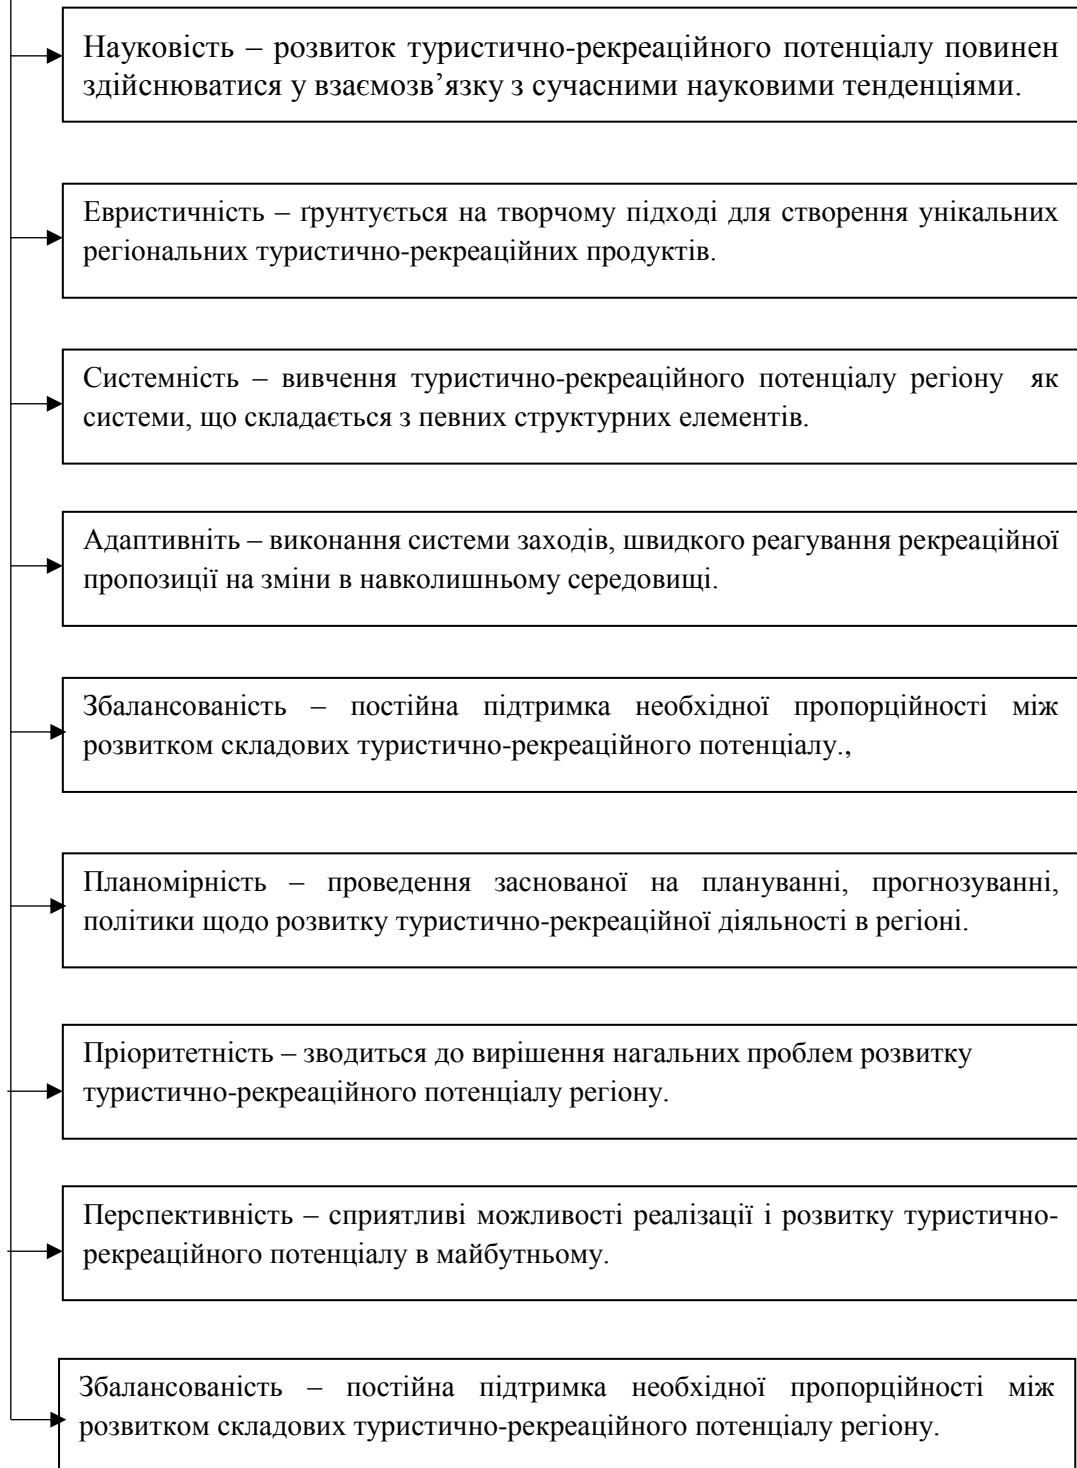 Науковість – розвиток туристично-рекреаційного потенціалу повинен
здійснюватися у взаємозв’язку з сучасними науковими тенденціями.
Евристичність – ґрунтується на творчому підході для створення унікальних
регіональних туристично-рекреаційних продуктів.
Системність – вивчення туристично-рекреаційного потенціалу регіону як
системи, що складається з певних структурних елементів.
Адаптивніть – виконання системи заходів, швидкого реагування рекреаційної
пропозиції на зміни в навколишньому середовищі.
Збалансованість – постійна підтримка необхідної пропорційності між
розвитком складових туристично-рекреаційного потенціалу.,
Планомірність – проведення заснованої на плануванні, прогнозуванні,
політики щодо розвитку туристично-рекреаційної діяльності в регіоні.
Пріоритетність – зводиться до вирішення нагальних проблем розвитку
туристично-рекреаційного потенціалу регіону.
Перспективність – сприятливі можливості реалізації і розвитку туристично-
рекреаційного потенціалу в майбутньому.
Збалансованість – постійна підтримка необхідної пропорційності між
розвитком складових туристично-рекреаційного потенціалу регіону.